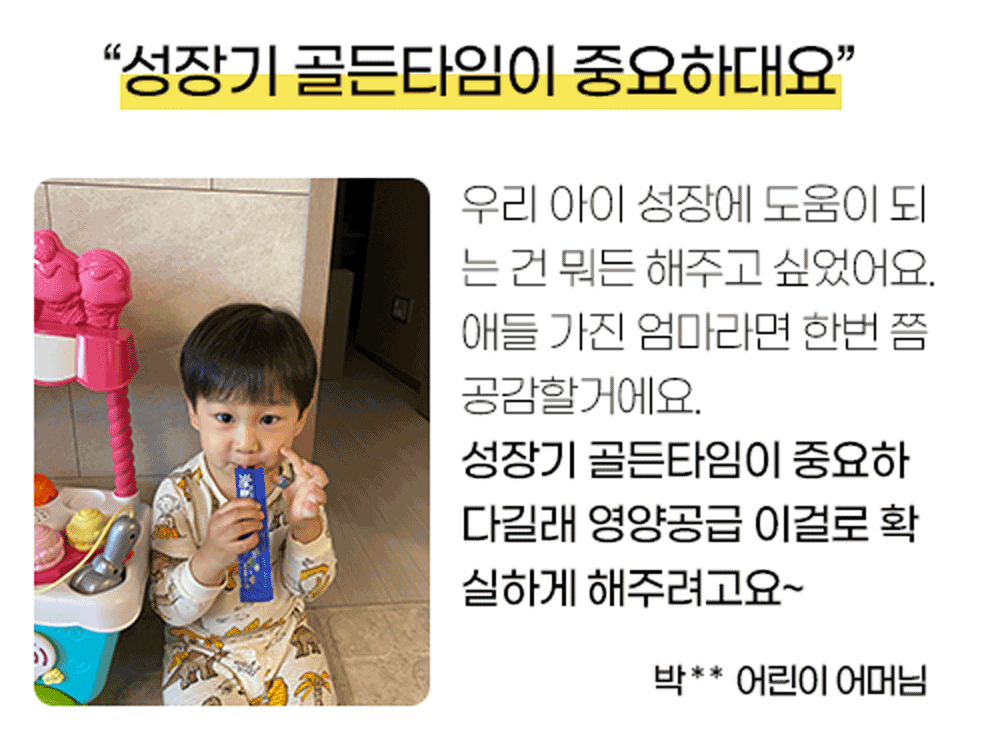 “성장기 골든타임이 중요하대요”
우리 아이 성장에 도움이 되
는 건 뭐든 해주고 싶었어요.
애들 가진 엄마라면 한번 쯤
공감할거에요.
성장기 골든타임이 중요하
다길래 영양공급 이걸로 확
실하게 해주려고요~
박** 어린이 어머님